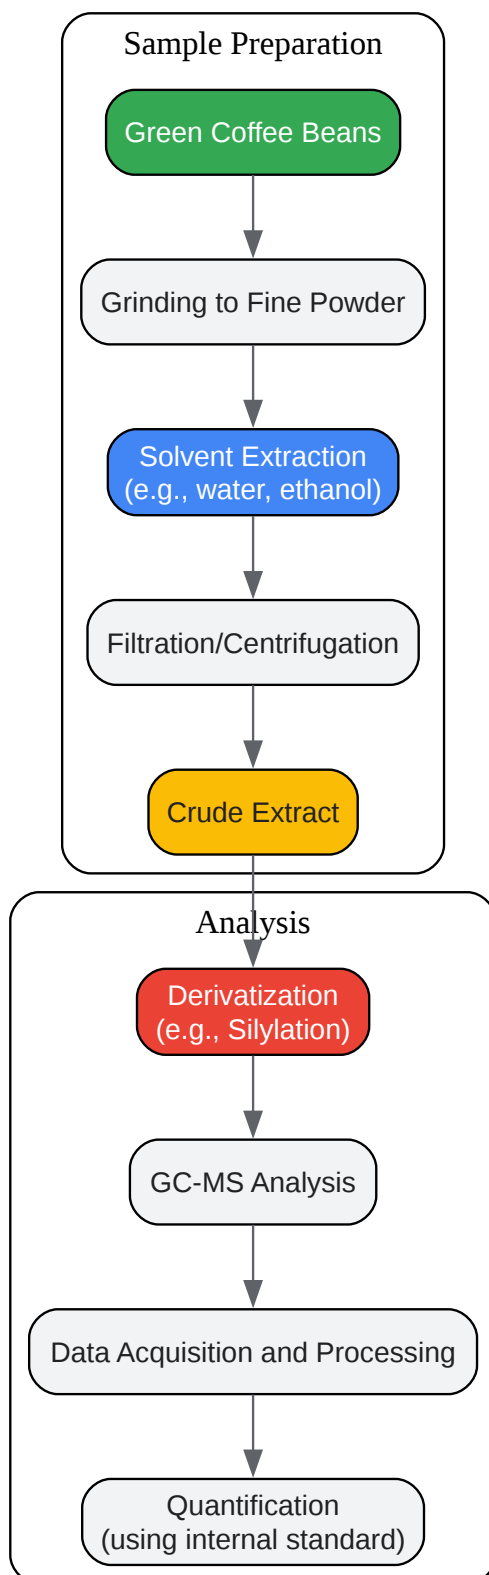 Sample Preparation
Green Coffee Beans
Grinding to Fine Powder
Solvent Extraction
(e.g., water, ethanol)
Filtration/Centrifugation
Crude Extract
Analysis
Derivatization
(e.g., Silylation)
GC-MS Analysis
Data Acquisition and Processing
Quantification
(using internal standard)